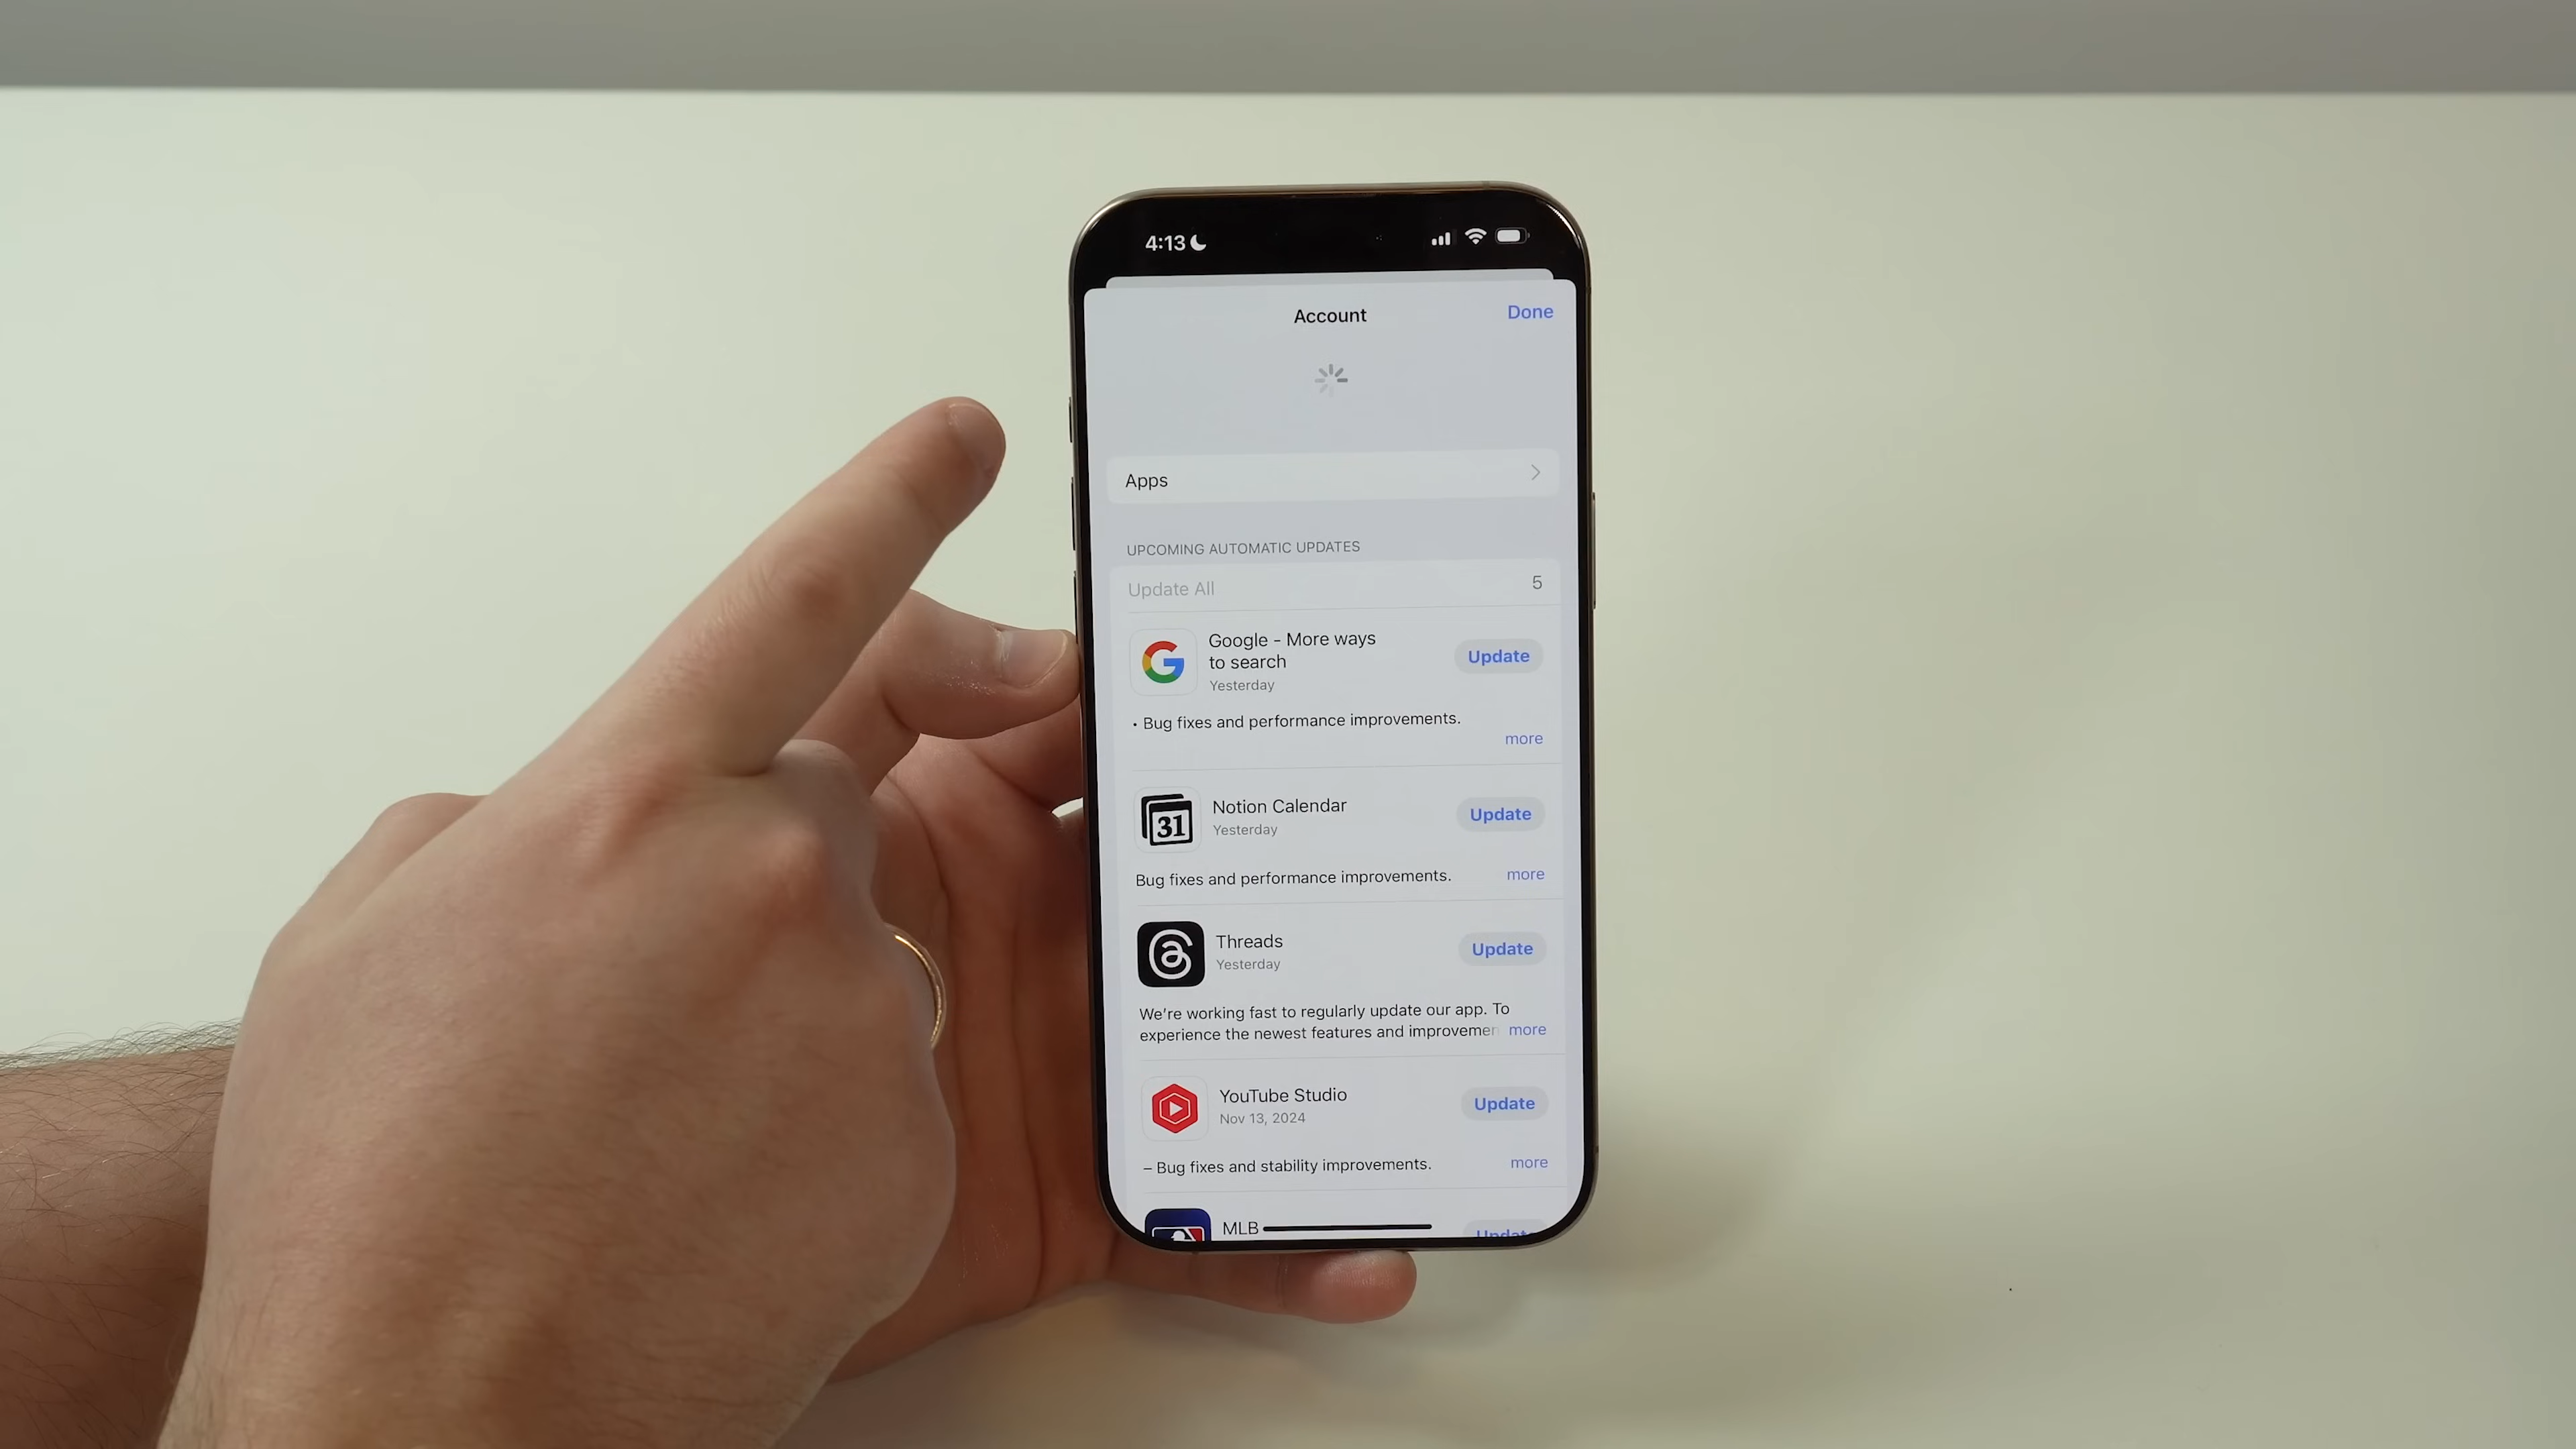 4:13
Account
Done
Apps
UPCOMING AUTOMATIC UPDATES
Update All
5
Google - More ways
to search
Yesterday
Update
• Bug fixes and performance improvements.
more
31
Notion Calendar
Yesterday
Update
Bug fixes and performance improvements.
more
Threads
Yesterday
Update
We're working fast to regularly update our app. To
experience the newest features and improvemen
more
YouTube Studio
Nov 13, 2024
Update
– Bug fixes and stability improvements.
more
MLB
Update